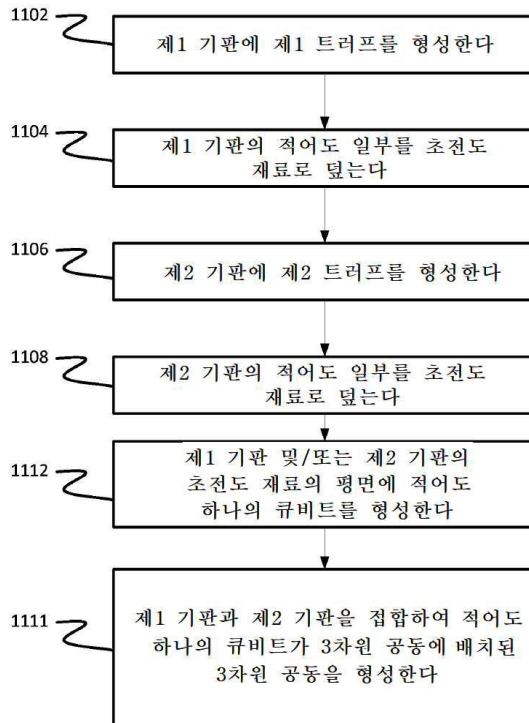 1102
제1 기판에 제1 트러프를 형성한다
1104
제1 기판의 적어도 일부를 초전도
재료로 덮는다
1106
제2 기판에 제2 트러프를 형성한다
1108
제2 기판의 적어도 일부를 초전도
재료로 덮는다
1112
제1 기판 및/또는 제2 기판의
초전도 재료의 평면에 적어도
하나의 큐비트를 형성한다
1111
제1 기판과 제2 기판을 접합하여 적어도
하나의 큐비트가 3차원 공동에 배치된
3차원 공동을 형성한다